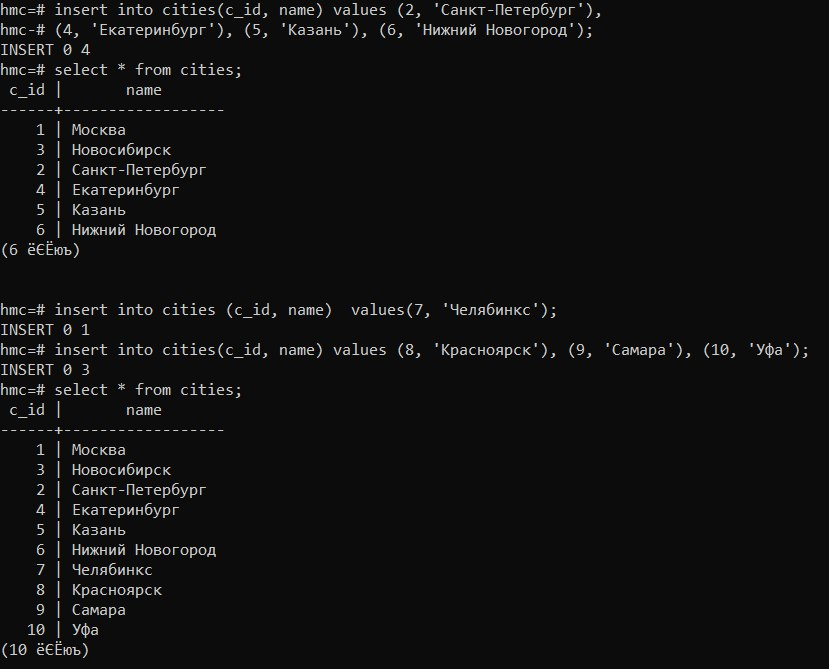 hmc=# insert into cities(c_id, name) values (2, 'Санкт-Петербург'),
hmc-# (4, 'Екатеринбург'), (5, 'Казань'), (6, 'Нижний Новогород');
INSERT 0 4
hmc=# select * from cities;
 c_id |       name
------+------------------
    1 | Москва
    3 | Новосибирск
    2 | Санкт-Петербург
    4 | Екатеринбург
    5 | Казань
    6 | Нижний Новогород
(6 ёЄЁюъ)
hmc=# insert into cities (c_id, name)  values(7, 'Челябинкс');
INSERT 0 1
hmc=# insert into cities(c_id, name) values (8, 'Красноярск'), (9, 'Самара'), (10, 'Уфа');
INSERT 0 3
hmc=# select * from cities;
 c_id |       name
------+------------------
    1 | Москва
    3 | Новосибирск
    2 | Санкт-Петербург
    4 | Екатеринбург
    5 | Казань
    6 | Нижний Новогород
    7 | Челябинкс
    8 | Красноярск
    9 | Самара
   10 | Уфа
(10 ёЄЁюъ)